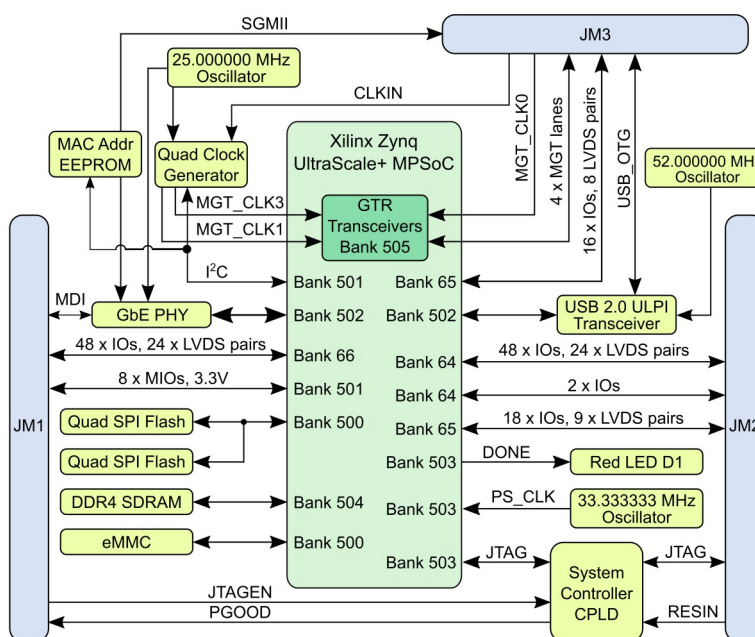 SGMII
JM3
25.000000 MHz
Oscillator
CLKIN
MGT_CLK0
4 x MGT lanes
16 x IOs, 8 LVDS pairs
USB_OTG
MAC Addr
EEPROM
Quad Clock
Generator
Xilinx Zynq
UltraScale+ MPSoC
52.000000 MHz
Oscillator
MGT_CLK3
MGT_CLK1
GTR
Transceivers
Bank 505
I²C
Bank 501
Bank 65
MDI
GbE PHY
Bank 502
Bank 502
USB 2.0 ULPI
Transceiver
48 x IOs, 24 x LVDS pairs
Bank 66
Bank 64
48 x IOs, 24 x LVDS pairs
8 x MIOs, 3.3V
Bank 501
Bank 64
2 x IOs
JM1
Quad SPI Flash
Bank 500
Bank 65
18 x IOs, 9 x LVDS pairs
JM2
Quad SPI Flash
Bank 503
DONE
Red LED D1
DDR4 SDRAM
Bank 504
Bank 503
PS_CLK
33.333333 MHz
Oscillator
eMMC
Bank 500
Bank 503
JTAG
System
Controller
CPLD
JTAG
JTAGEN
PGOOD
RESIN